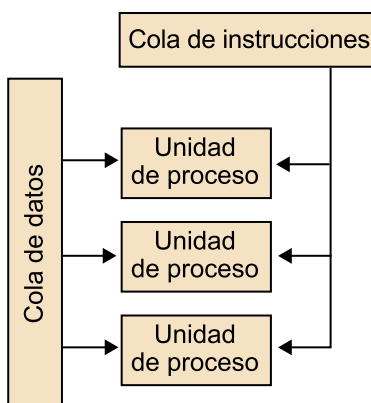 Cola de instrucciones
Cola de datos
Unidad
de proceso
Unidad
de proceso
Unidad
de proceso